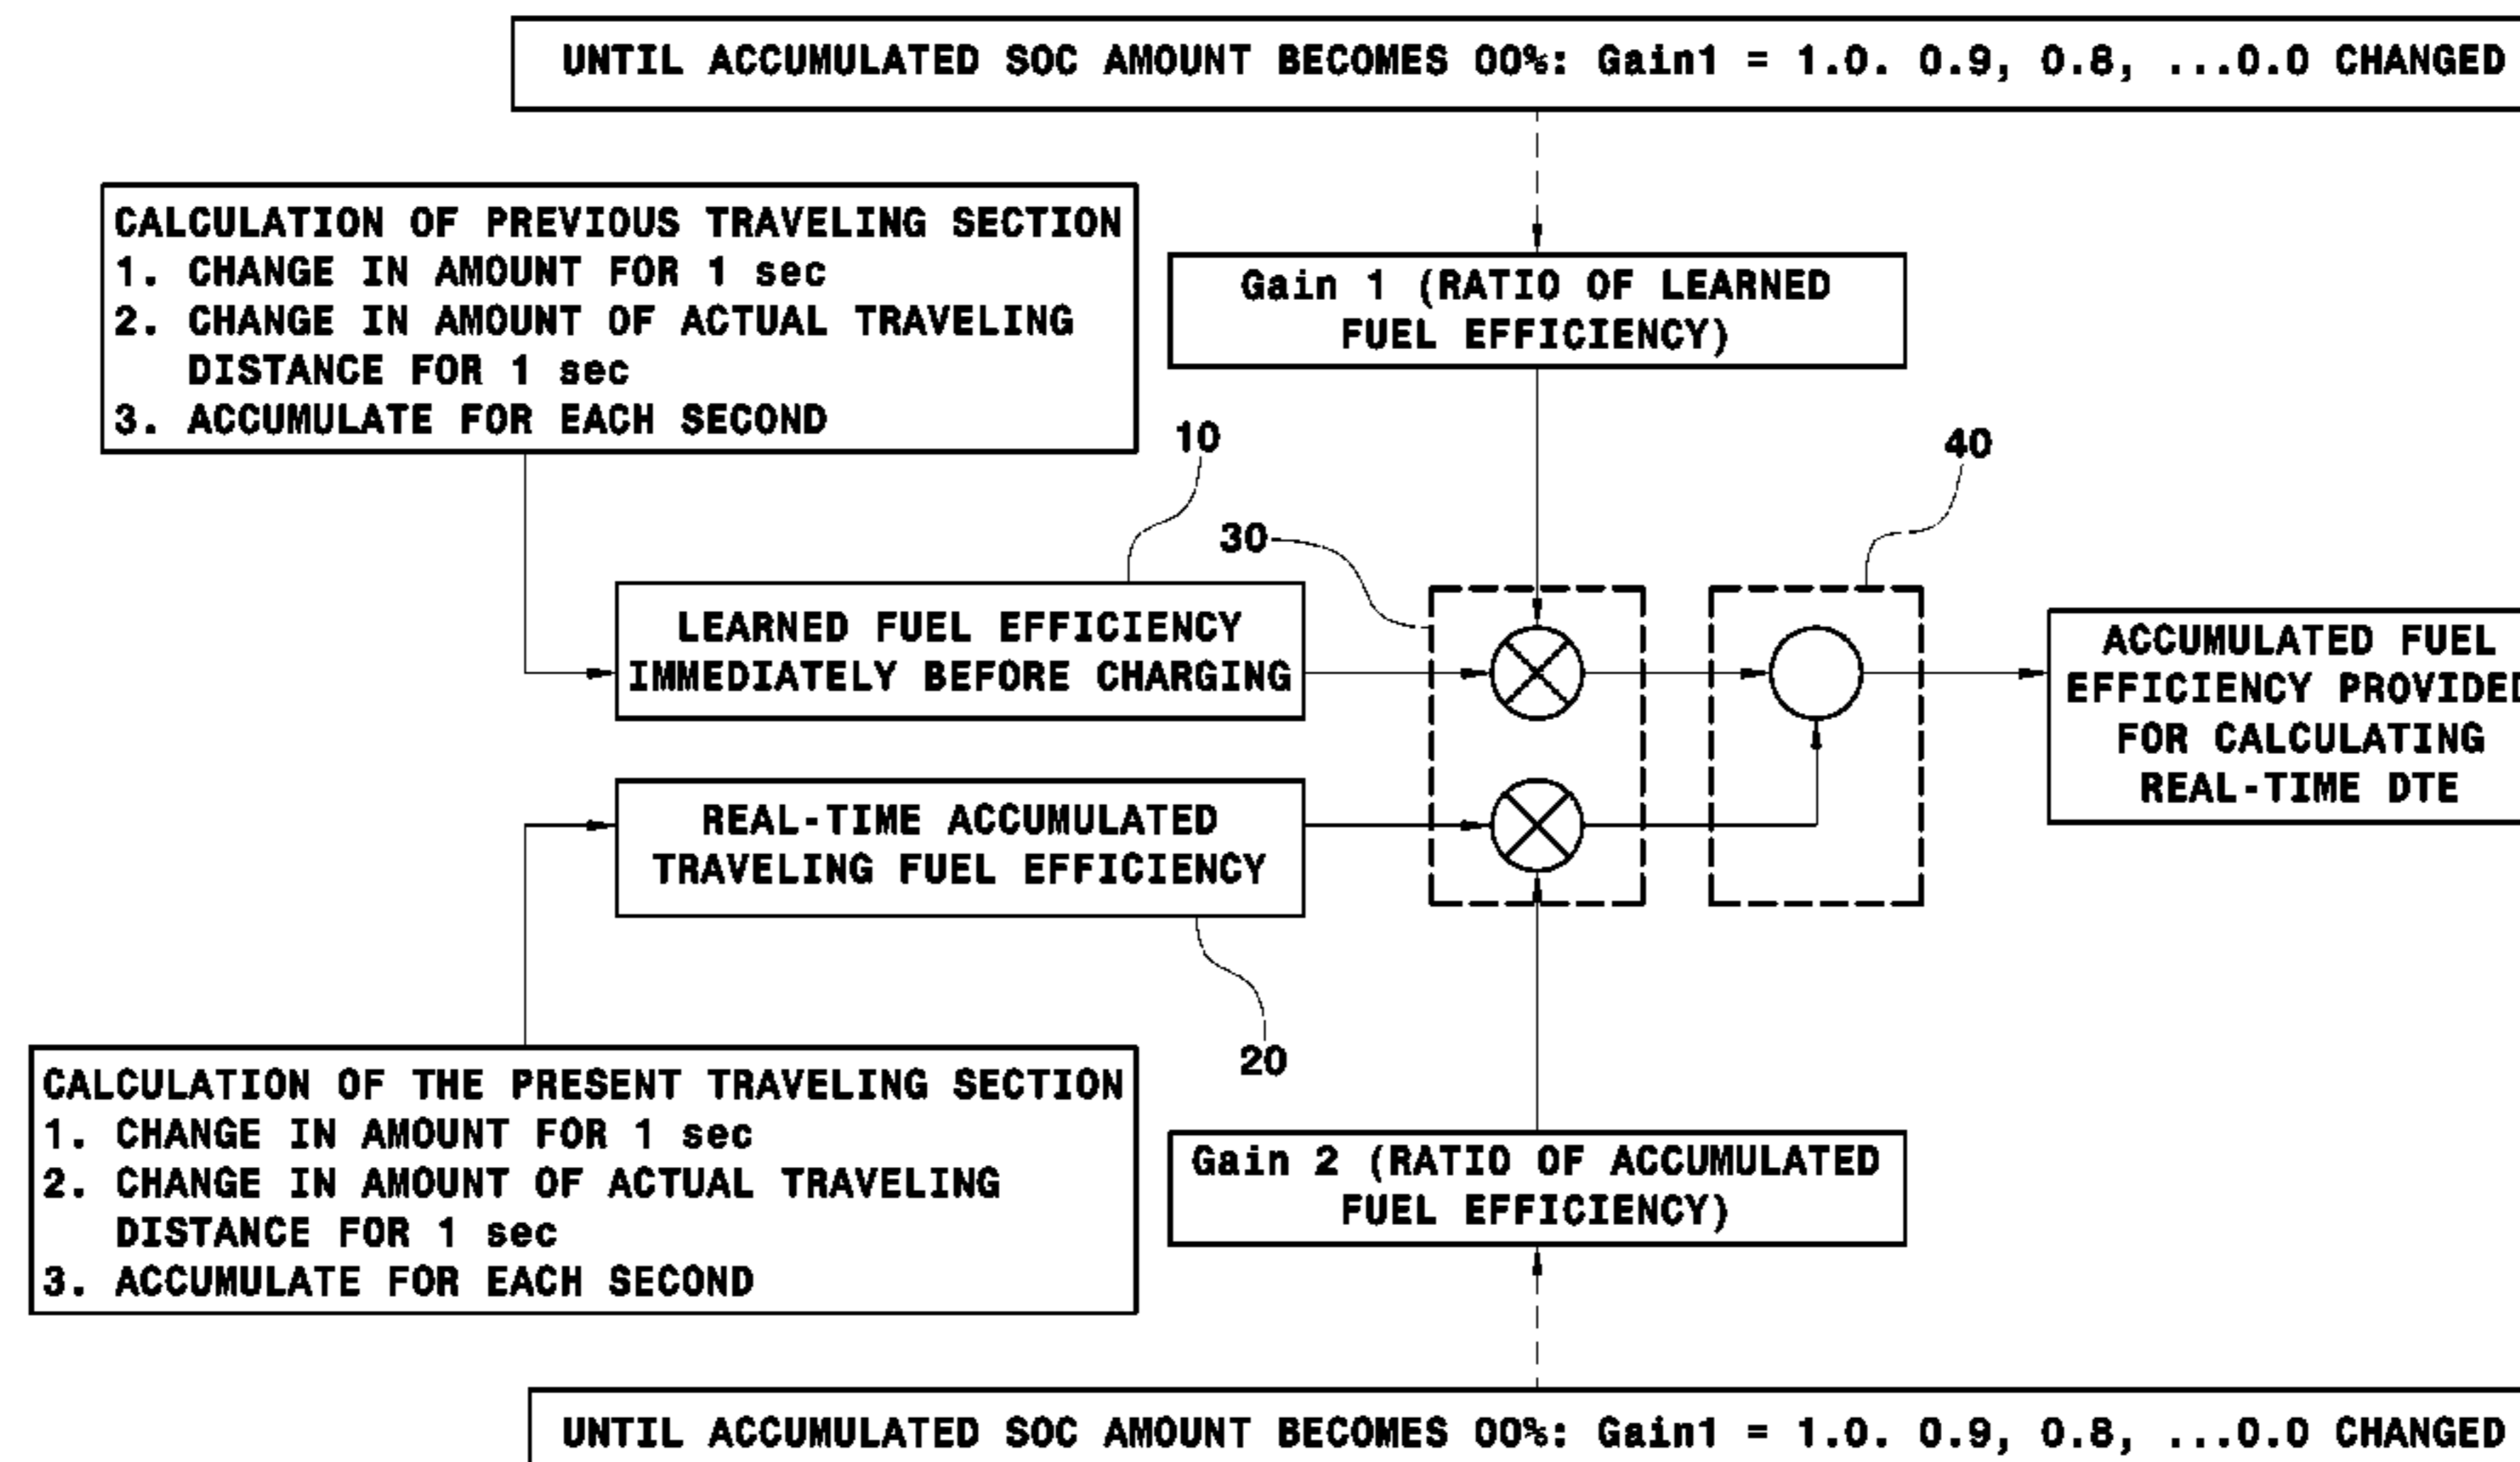 UNTIL ACCUMULATED SOC AMOUNT BECOMES 00%: Gain1 = 1.0. 0.9, 0.8, ...0.0 CHANGED
CALCULATION OF PREVIOUS TRAVELING SECTION
1. CHANGE IN AMOUNT FOR 1 sec
2. CHANGE IN AMOUNT OF ACTUAL TRAVELING
DISTANCE FOR 1 sec
3. ACCUMULATE FOR EACH SECOND
Gain 1 (RATIO OF LEARNED
FUEL EFFICIENCY)
10
40
30
LEARNED FUEL EFFICIENCY
IMMEDIATELY BEFORE CHARGING
ACCUMULATED FUEL
EFFICIENCY PROVIDED
FOR CALCULATING
REAL-TIME DTE
REAL-TIME ACCUMULATED
TRAVELING FUEL EFFICIENCY
20
CALCULATION OF THE PRESENT TRAVELING SECTION
1. CHANGE IN AMOUNT FOR 1 sec
2. CHANGE IN AMOUNT OF ACTUAL TRAVELING
DISTANCE FOR 1 sec
3. ACCUMULATE FOR EACH SECOND
Gain 2 (RATIO OF ACCUMULATED
FUEL EFFICIENCY)
UNTIL ACCUMULATED SOC AMOUNT BECOMES 00%: Gain1 = 1.0. 0.9, 0.8, ...0.0 CHANGED